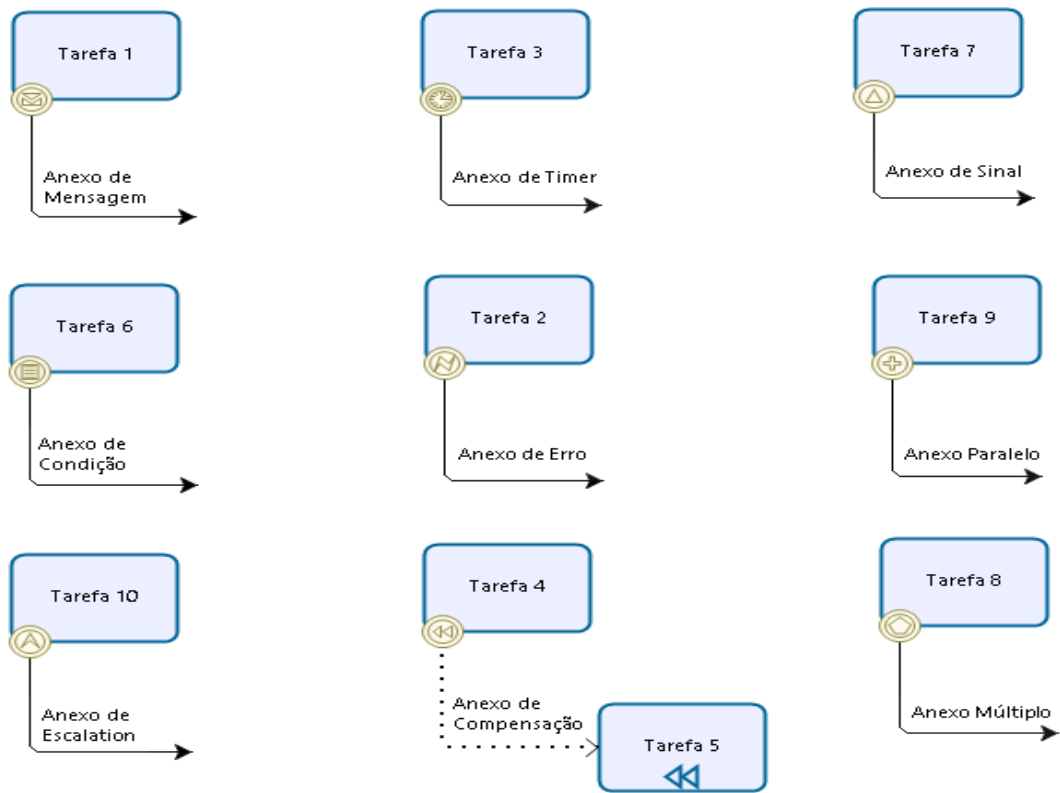 Tarefa 1
Anexo de
Mensagem
Tarefa 3
Anexo de Timer
Tarefa 7
Anexo de Sinal
Tarefa 6
Anexo de
Condição
Tarefa 2
Anexo de Erro
Tarefa 9
Anexo Paralelo
Tarefa 10
Anexo de
Escalation
Tarefa 4
Anexo de
Compensação
Tarefa 5
Tarefa 8
Anexo Múltiplo